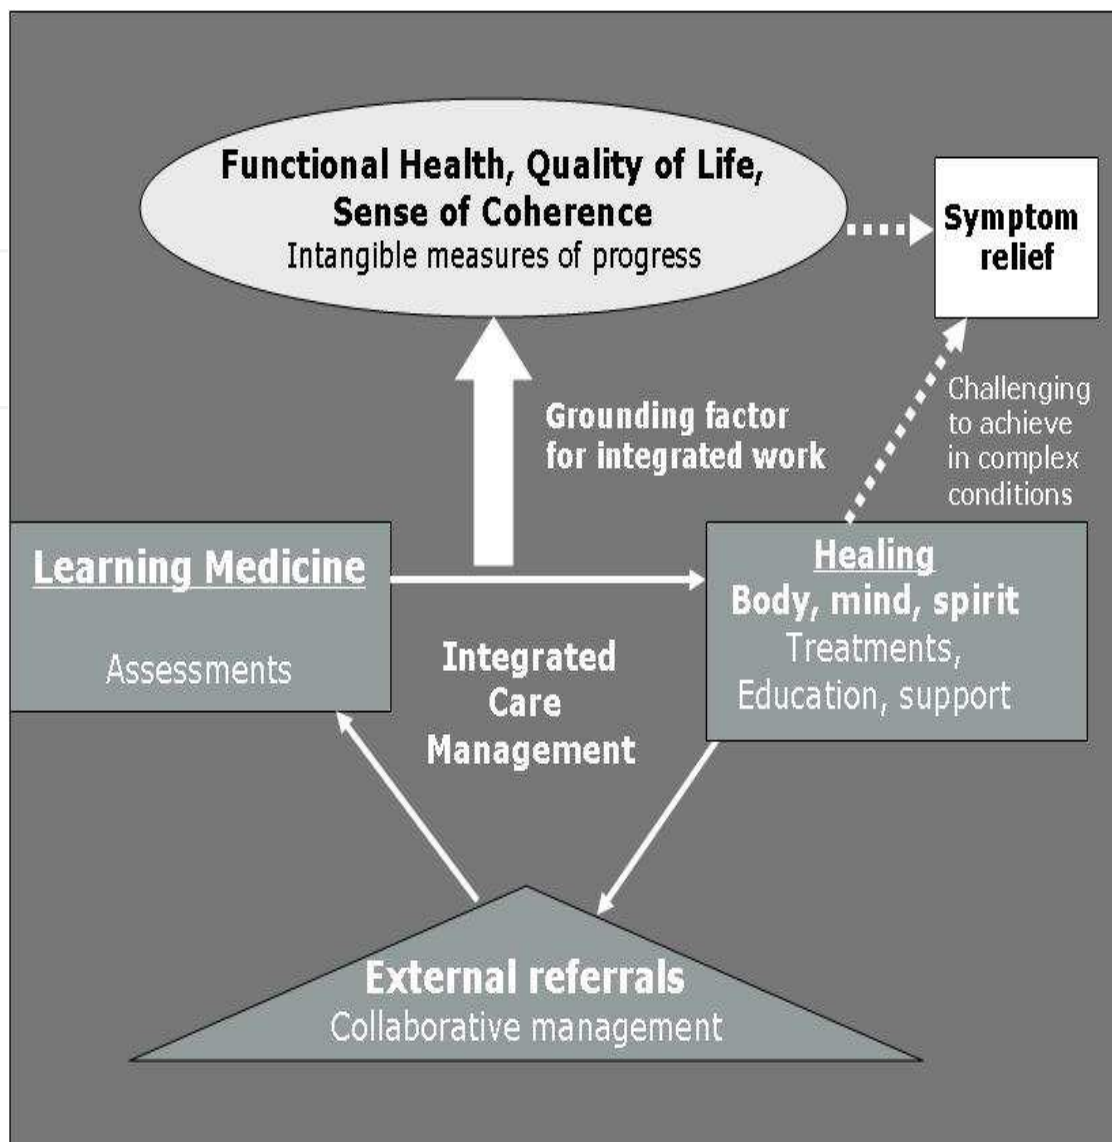 Functional Health, Quality of Life,
Sense of Coherence
Intangible measures of progress
Symptom
relief
Challenging
to achieve
in complex
conditions
Grounding factor
for integrated work
Learning Medicine
Assessments
Healing
Body, mind, spirit
Treatments,
Education, support
Integrated
Care
Management
External referrals
Collaborative management